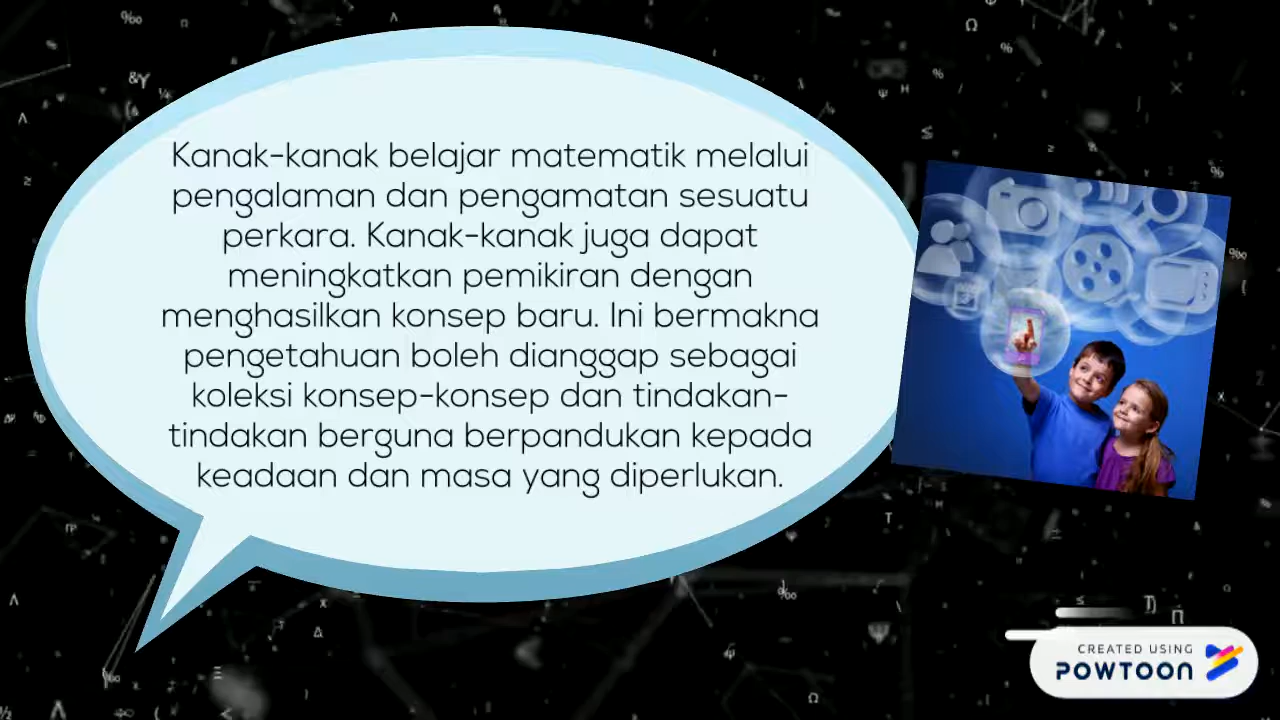 Kanak-kanak belajar matematik melalui
pengalaman dan pengamatan sesuatu
perkara. Kanak-kanak juga dapat
meningkatkan pemikiran dengan
menghasilkan konsep baru. Ini bermakna
pengetahuan boleh dianggap sebagai
koleksi konsep-konsep dan tindakan-
tindakan berguna berpandukan kepada
keadaan dan masa yang diperlukan.
CREATED USING
POWTOON